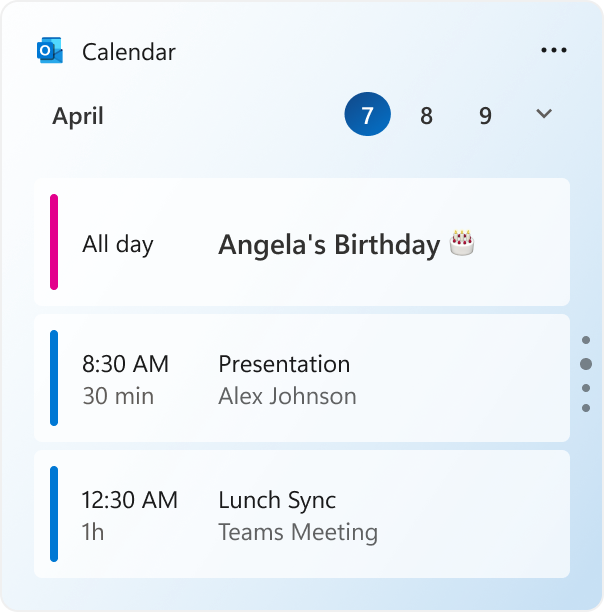 Calendar
April 7 8 9
All day Angela's Birthday 🎂
8:30 AM Presentation
30 min Alex Johnson
12:30 AM Lunch Sync
1h Teams Meeting